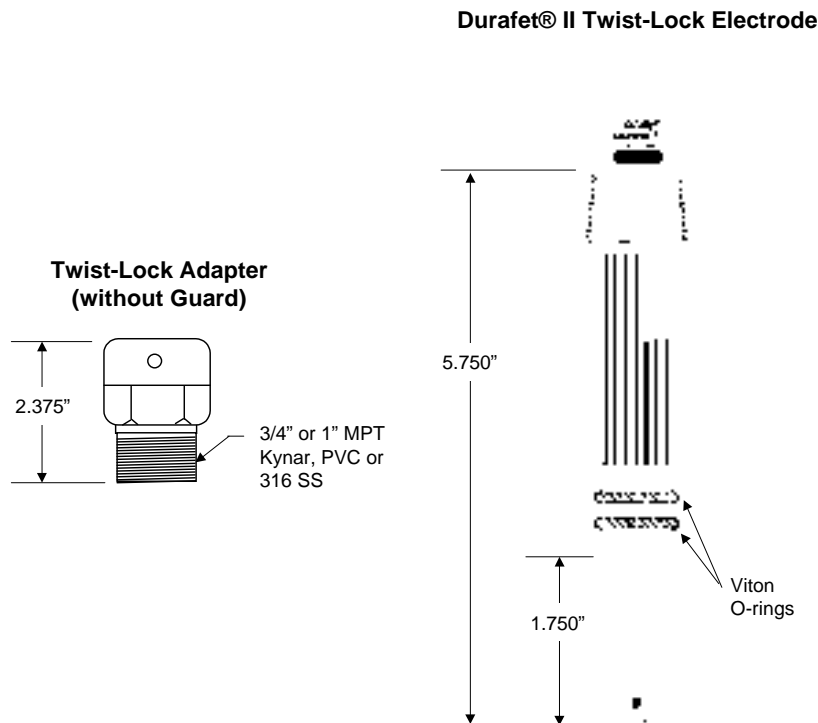 Durafet® II Twist-Lock Electrode
Twist-Lock Adapter
(without Guard)
2.375”
3/4” or 1” MPT
Kynar, PVC or
316 SS
5.750”
1.750”
Viton
O-rings